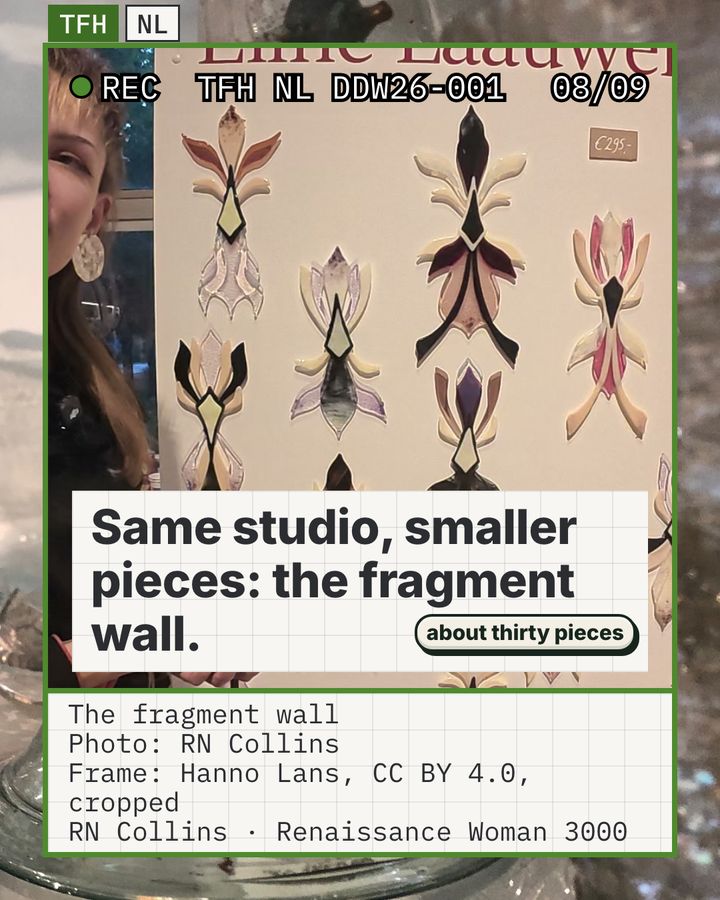 TFH NL
REC TFH NL DDW26-001 08/09
€295,-
Same studio, smaller
pieces: the fragment
wall.
about thirty pieces
The fragment wall
Photo: RN Collins
Frame: Hanno Lans, CC BY 4.0,
cropped
RN Collins · Renaissance Woman 3000